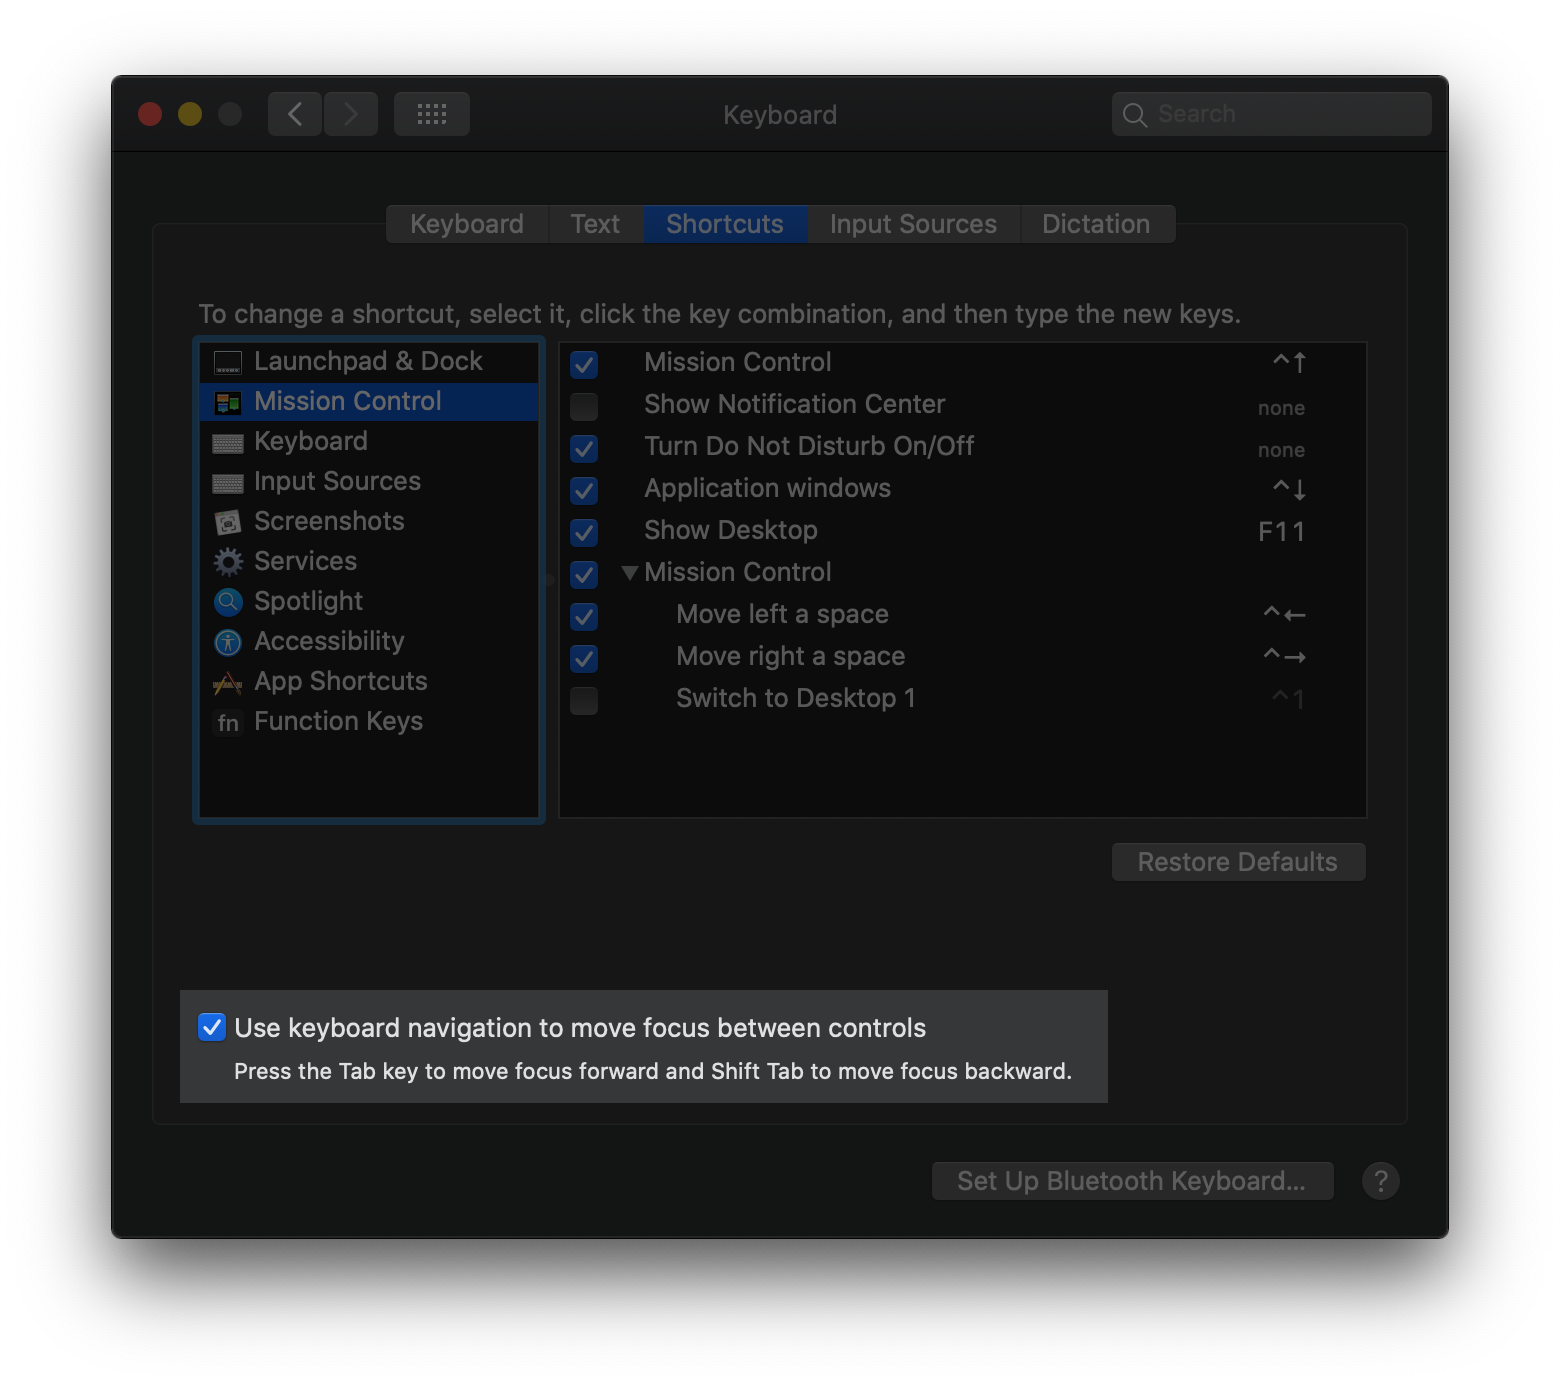 Keyboard
Search
Keyboard Text Shortcuts Input Sources Dictation
To change a shortcut, select it, click the key combination, and then type the new keys.
Launchpad & Dock
Mission Control
Keyboard
Input Sources
Screenshots
Services
Spotlight
Accessibility
App Shortcuts
fn Function Keys
Mission Control ^↑
Show Notification Center none
Turn Do Not Disturb On/Off none
Application windows ^↓
Show Desktop F11
Mission Control
Move left a space ^←
Move right a space ^→
Switch to Desktop 1 ^1
Restore Defaults
Use keyboard navigation to move focus between controls
Press the Tab key to move focus forward and Shift Tab to move focus backward.
Set Up Bluetooth Keyboard... ?